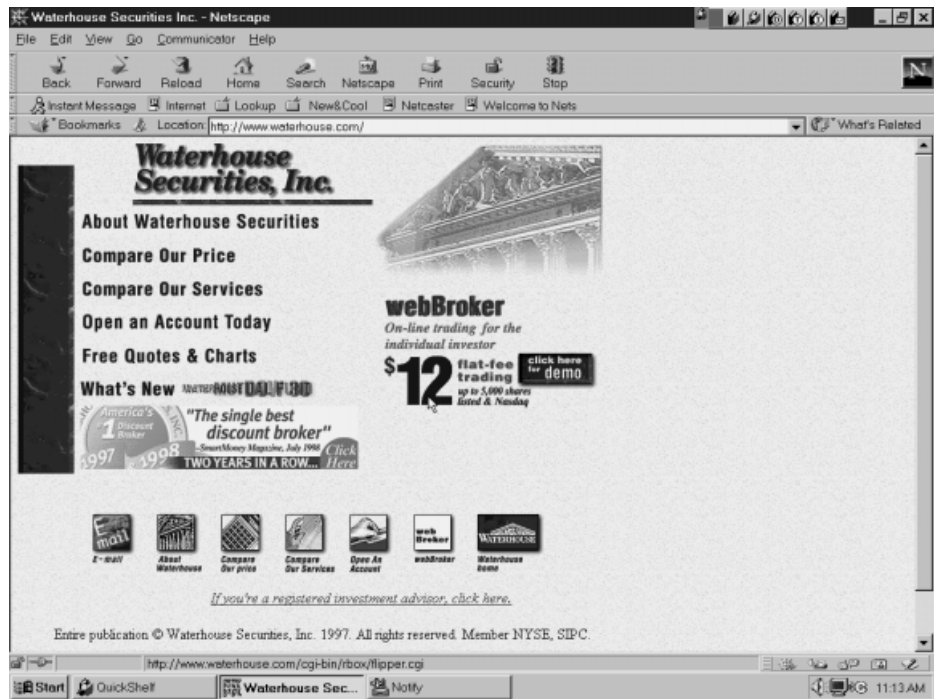 Waterhouse Securities Inc. - Netscape
File Edit View Go Communicator Help
Back Forward Reload Home Search Netscape Print Security Stop
Instant Message Internet Lookup New&Cool Netcaster Welcome to Nets
Bookmarks Location: http://www.waterhouse.com/ What's Related
Waterhouse
Securities, Inc.
About Waterhouse Securities
Compare Our Price
Compare Our Services
Open an Account Today
Free Quotes & Charts
What's New
America's
#1 Discount
Broker
1997 1998
"The single best
discount broker"
–SmartMoney Magazine, July 1998
TWO YEARS IN A ROW...
Click
Here
webBroker
On-line trading for the
individual investor
$12 flat-fee
trading
up to 5,000 shares
listed & Nasdaq
click here
for demo
E-mail
E-mail
About
Waterhouse
Compare
Our price
Compare
Our Services
Open An
Account
web
Broker
webBroker
WATERHOUSE
Waterhouse
home
If you're a registered investment advisor, click here.
Entire publication © Waterhouse Securities, Inc. 1997. All rights reserved. Member NYSE, SIPC.
http://www.waterhouse.com/cgi-bin/rbox/flipper.cgi
Start QuickShelf Waterhouse Sec... Notify 11:13 AM